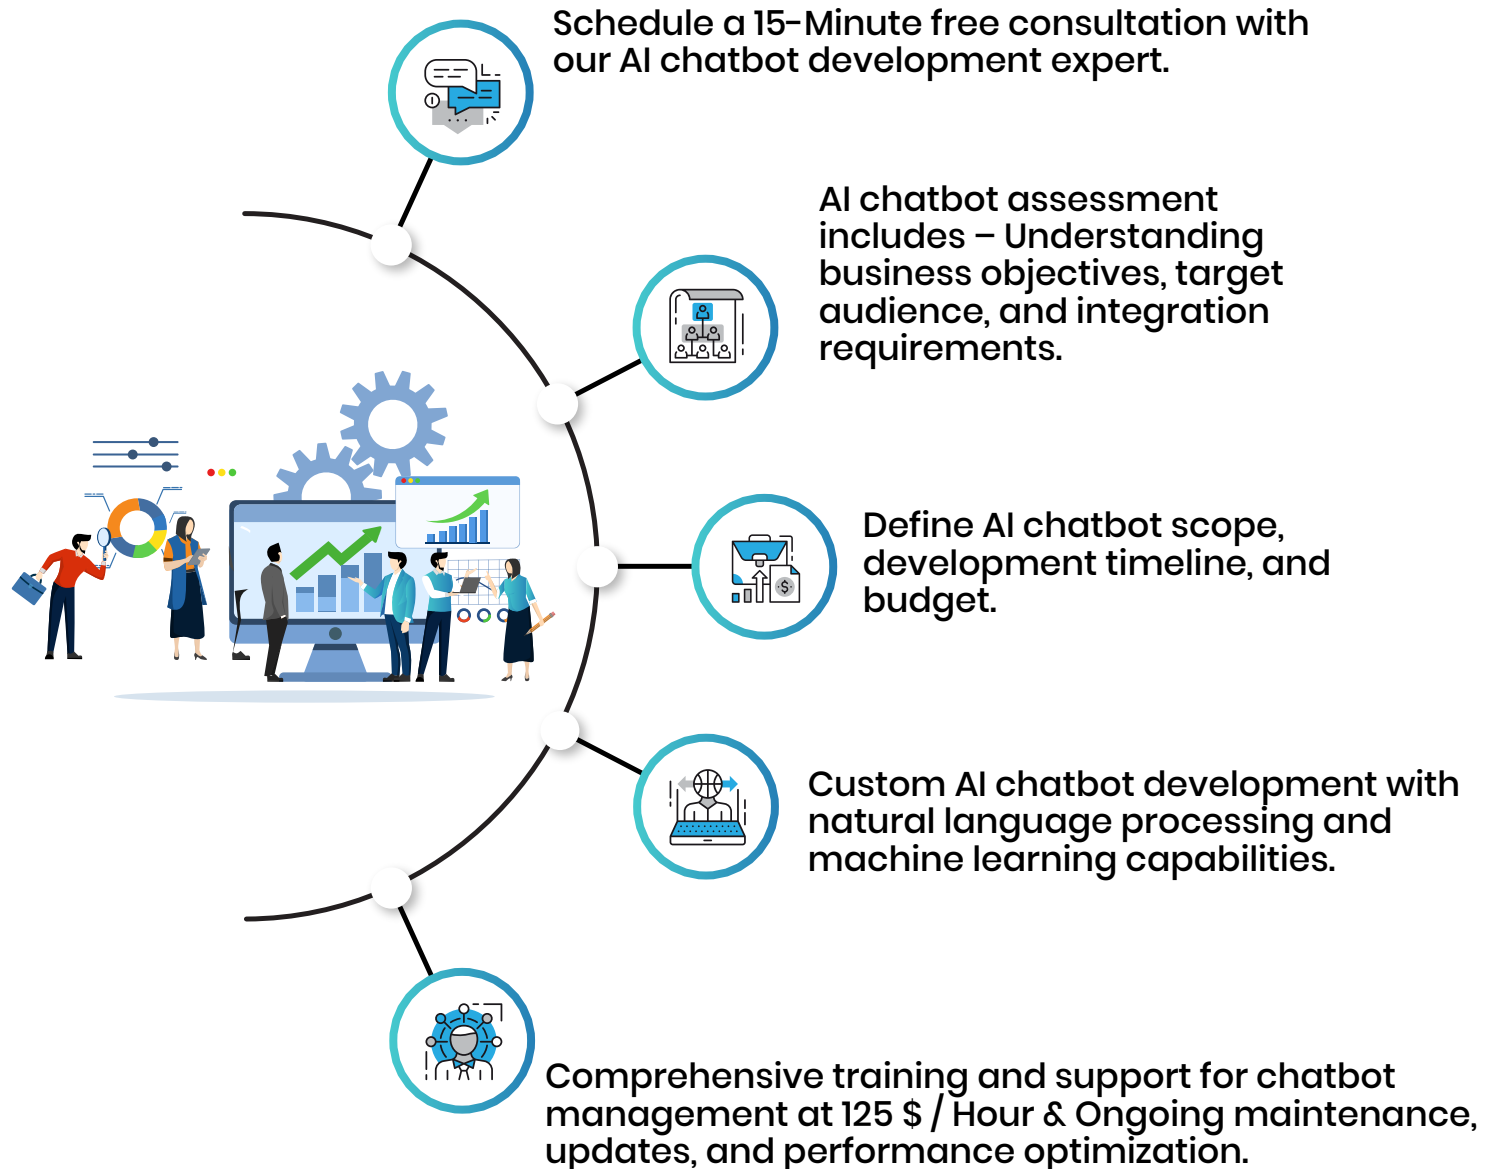 Schedule a 15-Minute free consultation with
our AI chatbot development expert.
AI chatbot assessment
includes – Understanding
business objectives, target
audience, and integration
requirements.
Define AI chatbot scope,
development timeline, and
budget.
Custom AI chatbot development with
natural language processing and
machine learning capabilities.
Comprehensive training and support for chatbot
management at 125 $ / Hour & Ongoing maintenance,
updates, and performance optimization.